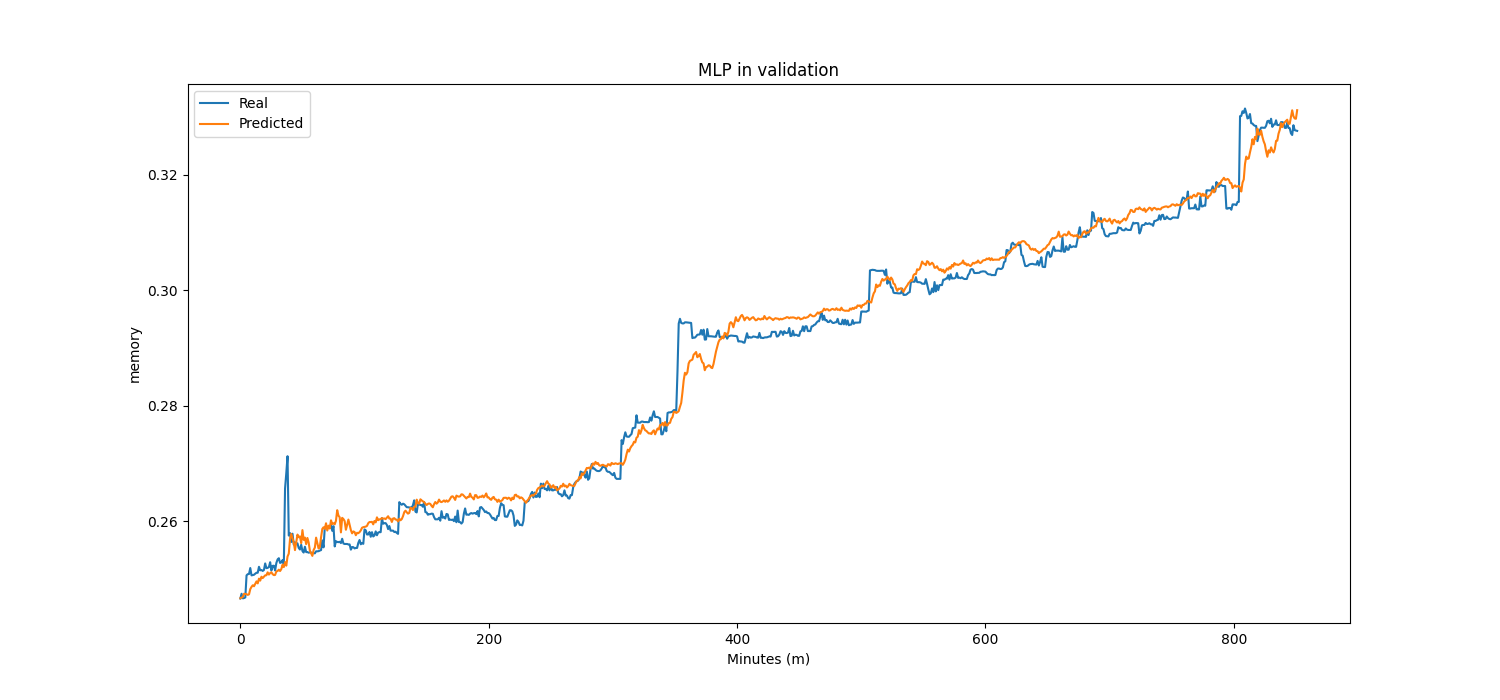 MLP in validation
Real
Predicted
memory
0.32
0.30
0.28
0.26
0
200
400
600
800
Minutes (m)